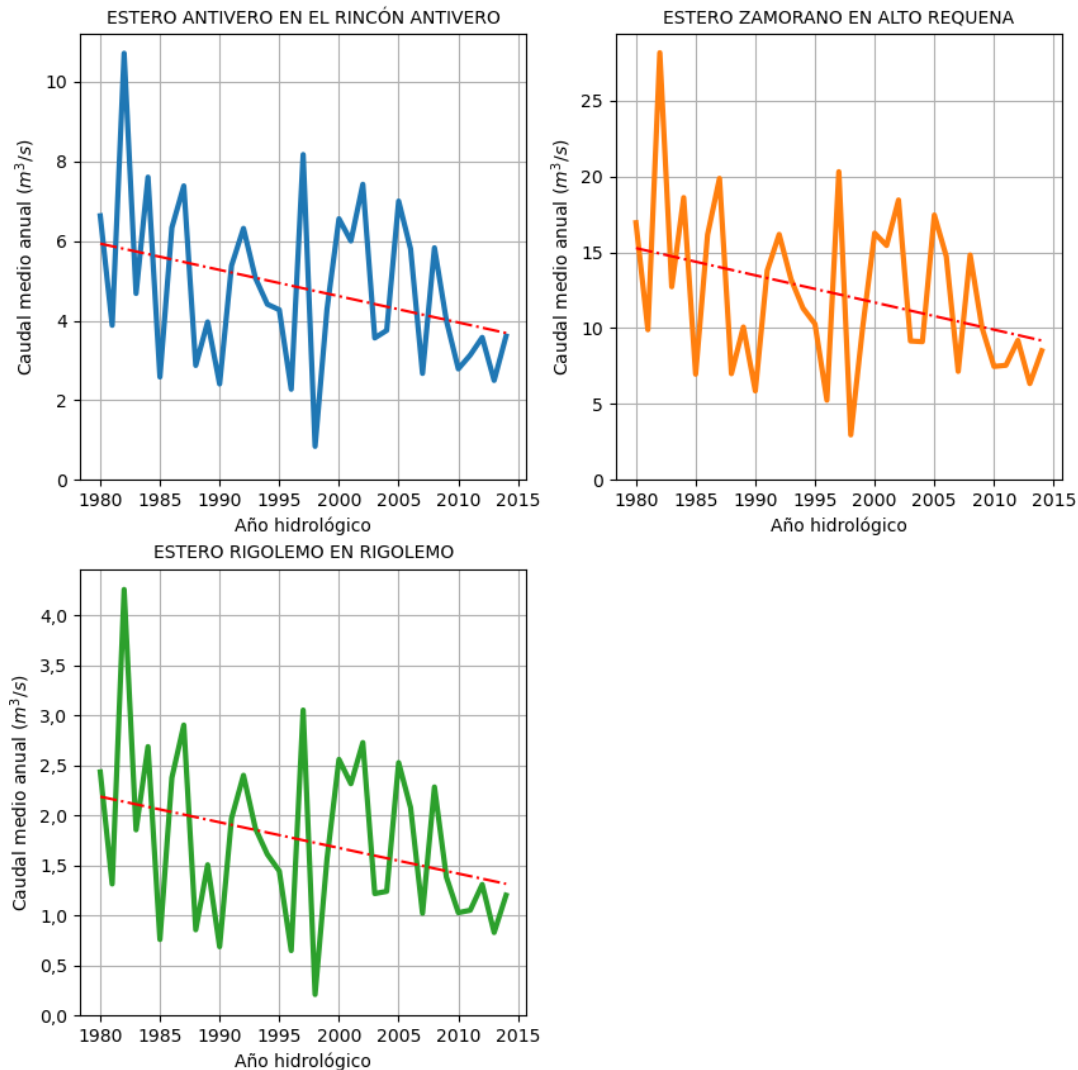 ESTERO ANTIVERO EN EL RINCÓN ANTIVERO
Caudal medio anual (m³/s)
10
8
6
4
2
0
1980 1985 1990 1995 2000 2005 2010 2015
Año hidrológico
ESTERO ZAMORANO EN ALTO REQUENA
Caudal medio anual (m³/s)
25
20
15
10
5
0
1980 1985 1990 1995 2000 2005 2010 2015
Año hidrológico
ESTERO RIGOLEMO EN RIGOLEMO
Caudal medio anual (m³/s)
4,0
3,5
3,0
2,5
2,0
1,5
1,0
0,5
0,0
1980 1985 1990 1995 2000 2005 2010 2015
Año hidrológico